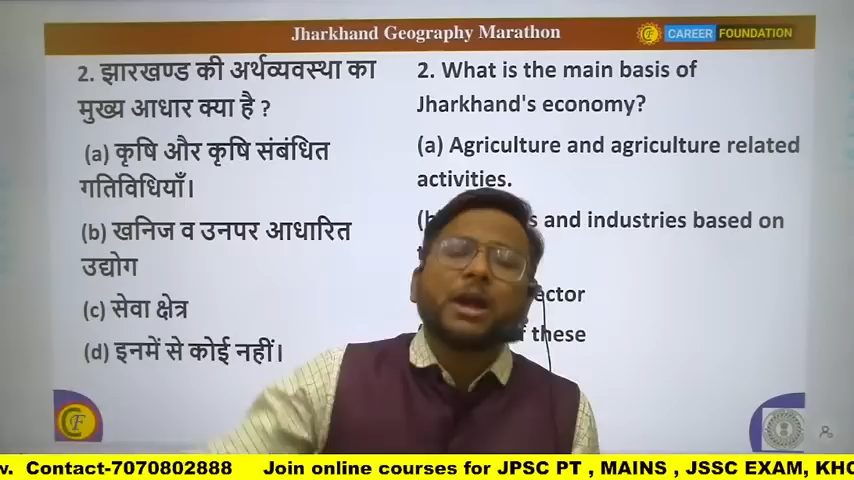 Jharkhand Geography Marathon
CAREER FOUNDATION
2. झारखण्ड की अर्थव्यवस्था का
मुख्य आधार क्या है ?
(a) कृषि और कृषि संबंधित
गतिविधियाँ।
(b) खनिज व उनपर आधारित
उद्योग
(c) सेवा क्षेत्र
(d) इनमें से कोई नहीं।
2. What is the main basis of
Jharkhand's economy?
(a) Agriculture and agriculture related
activities.
and industries based on
these
CF
Contact-7070802888 Join online courses for JPSC PT , MAINS , JSSC EXAM,